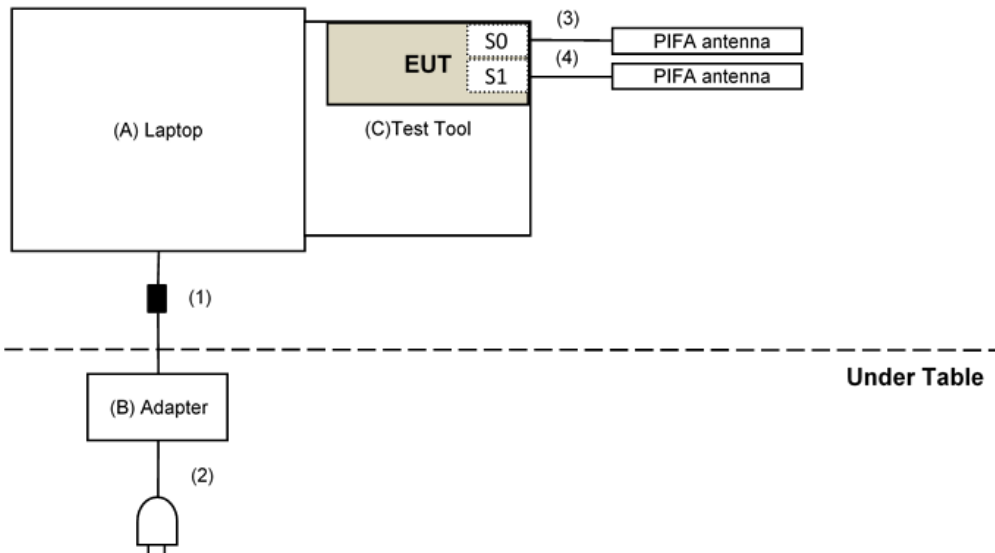 (3)
S0
PIFA antenna
EUT
(4)
S1
PIFA antenna
(A) Laptop
(C)Test Tool
(1)
Under Table
(B) Adapter
(2)